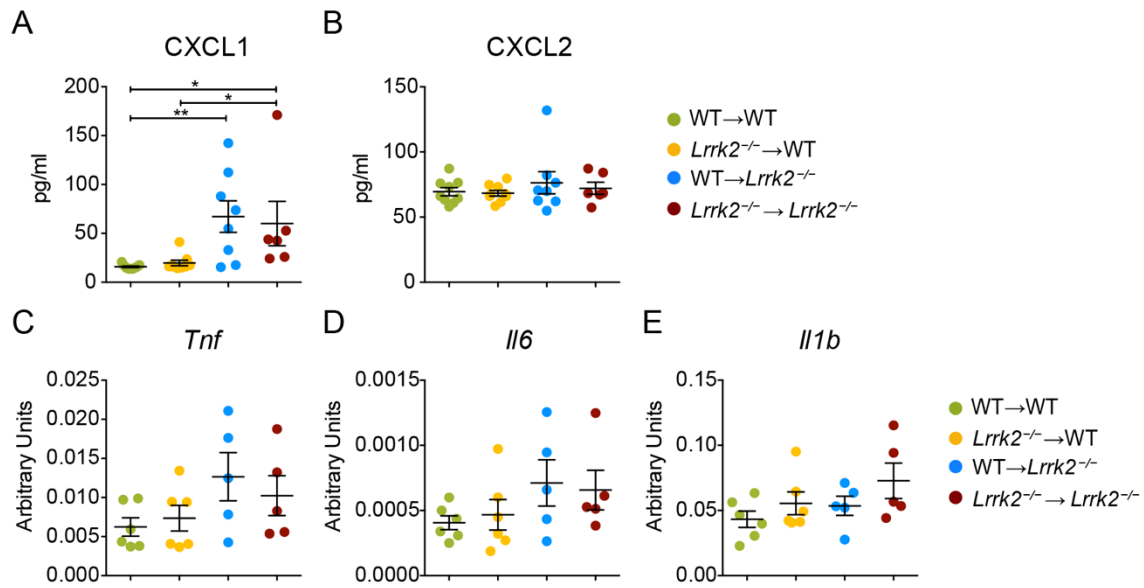 A
CXCL1
B
CXCL2
pg/ml
200
150
100
50
0
*
*
**
pg/ml
150
100
50
0
WT→WT
Lrrk2−/−→WT
WT→Lrrk2−/−
Lrrk2−/−→Lrrk2−/−
C
Tnf
D
Il6
E
Il1b
Arbitrary Units
0.025
0.020
0.015
0.010
0.005
0.000
Arbitrary Units
0.0015
0.0010
0.0005
0.0000
Arbitrary Units
0.15
0.10
0.05
0.00
WT→WT
Lrrk2−/−→WT
WT→Lrrk2−/−
Lrrk2−/−→Lrrk2−/−